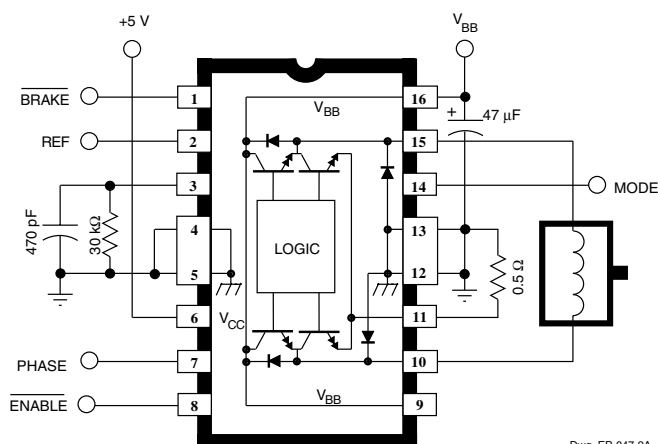 +5 V
V_BB
BRAKE
1
16
V_BB
+
47 µF
REF
2
15
3
14
MODE
470 pF
30 kΩ
4
13
LOGIC
5
12
0.5 Ω
6
V_CC
11
PHASE
7
10
ENABLE
8
V_BB
9